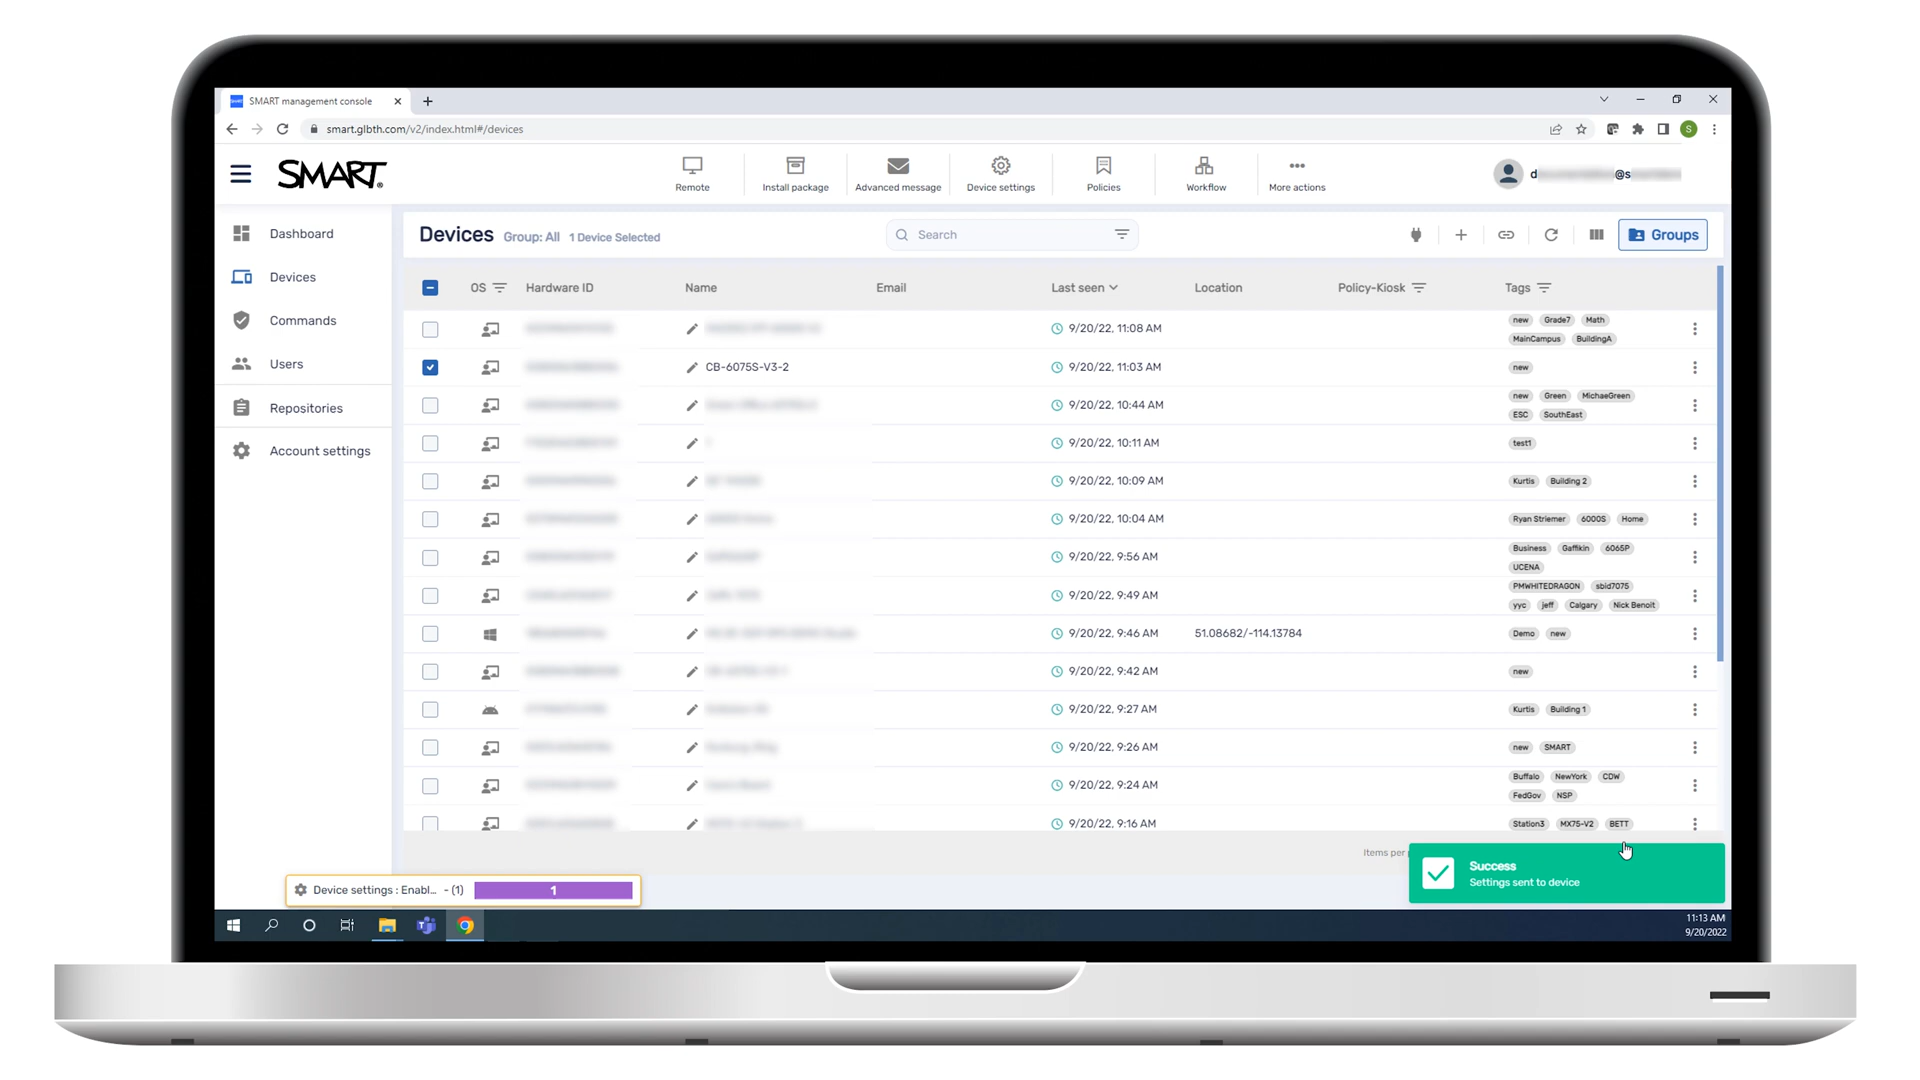 SMART management console
smart.glbth.com/v2/index.html#/devices
S
SMART
Remote
Install package
Advanced message
Device settings
Policies
Workflow
More actions
d @s
Dashboard
Devices
Commands
Users
Repositories
Account settings
Devices Group: All 1 Device Selected
Search
Groups
OS Hardware ID Name Email Last seen Location Policy-Kiosk Tags
9/20/22, 11:08 AM new Grade7 Math
MainCampus BuildingA
CB-6075S-V3-2 9/20/22, 11:03 AM new
9/20/22, 10:44 AM new Green MichaeGreen
ESC SouthEast
9/20/22, 10:11 AM test1
9/20/22, 10:09 AM Kurtis Building 2
9/20/22, 10:04 AM Ryan Striemer 6000S Home
9/20/22, 9:56 AM Business Gaffikin 6065P
UCENA
9/20/22, 9:49 AM PMWHITEDRAGON sbid7075
yyc jeff Calgary Nick Benoit
9/20/22, 9:46 AM 51.08682/-114.13784 Demo new
9/20/22, 9:42 AM new
9/20/22, 9:27 AM Kurtis Building 1
9/20/22, 9:26 AM new SMART
9/20/22, 9:24 AM Buffalo NewYork CDW
FedGov NSP
9/20/22, 9:16 AM Station3 MX75-V2 BETT
Items per
Success
Settings sent to device
Device settings : Enabl... - (1) 1
11:13 AM
9/20/2022